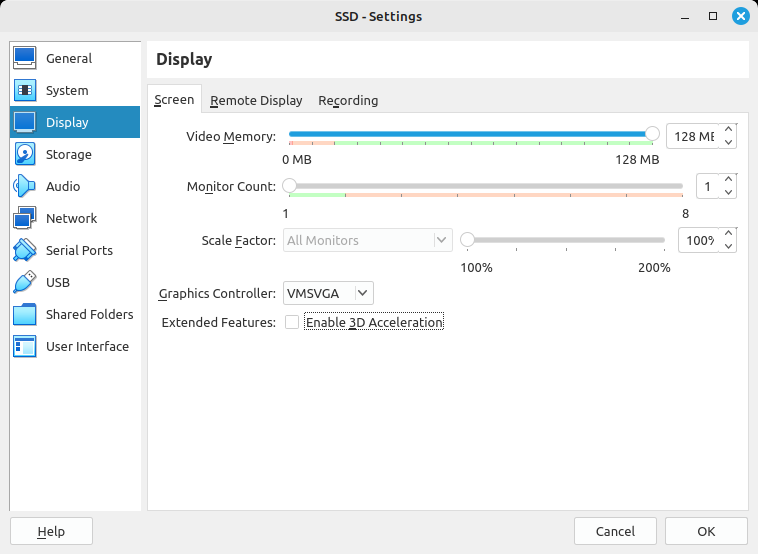 SSD - Settings
General
System
Display
Storage
Audio
Network
Serial Ports
USB
Shared Folders
User Interface
Display
Screen Remote Display Recording
Video Memory: 128 ME
0 MB 128 MB
Monitor Count: 1
1 8
Scale Factor: All Monitors 100%
100% 200%
Graphics Controller: VMSVGA
Extended Features: Enable 3D Acceleration
Help Cancel OK